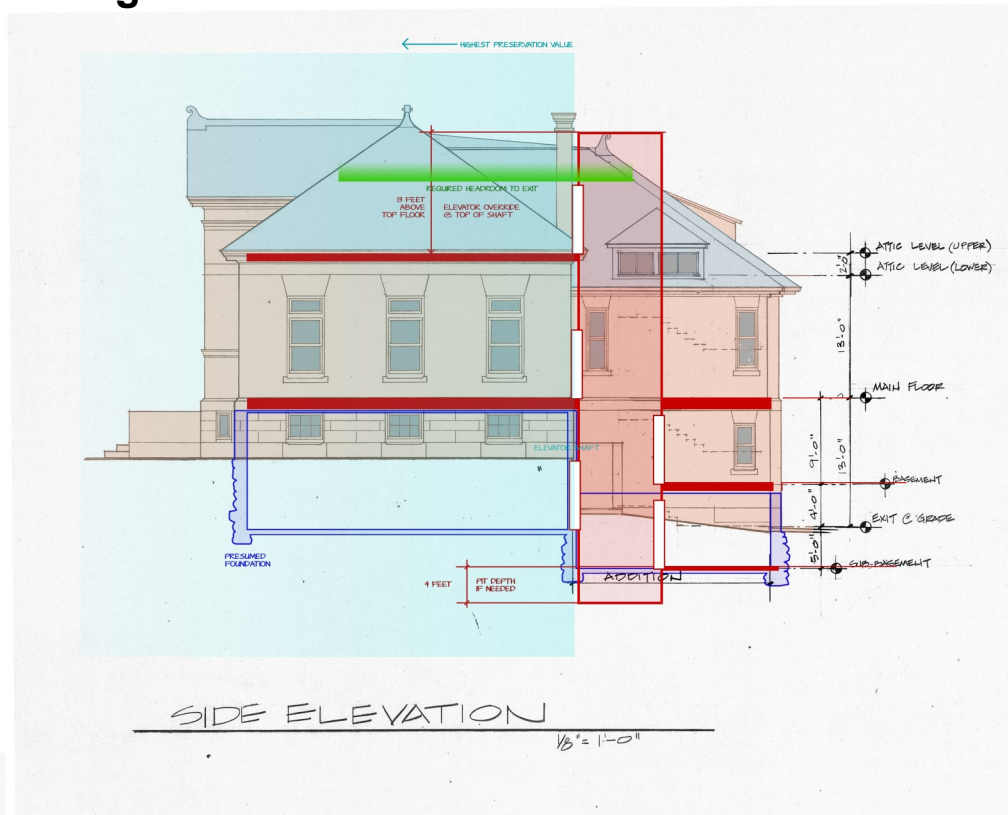 HIGHEST PRESERVATION VALUE
REQUIRED HEADROOM TO EXIT
13 FEET
ABOVE
TOP FLOOR
ELEVATOR OVERRIDE
@ TOP OF SHAFT
ATTIC LEVEL (UPPER)
2'-0"
ATTIC LEVEL (LOWER)
13'-0"
MAIN FLOOR
ELEVATOR SHAFT
9'-0"
13'-0"
BASEMENT
4'-0"
EXIT @ GRADE
5'-0"
SUB-BASEMENT
PRESUMED
FOUNDATION
4 FEET
PIT DEPTH
IF NEEDED
ADDITION
SIDE ELEVATION
1/8" = 1'-0"